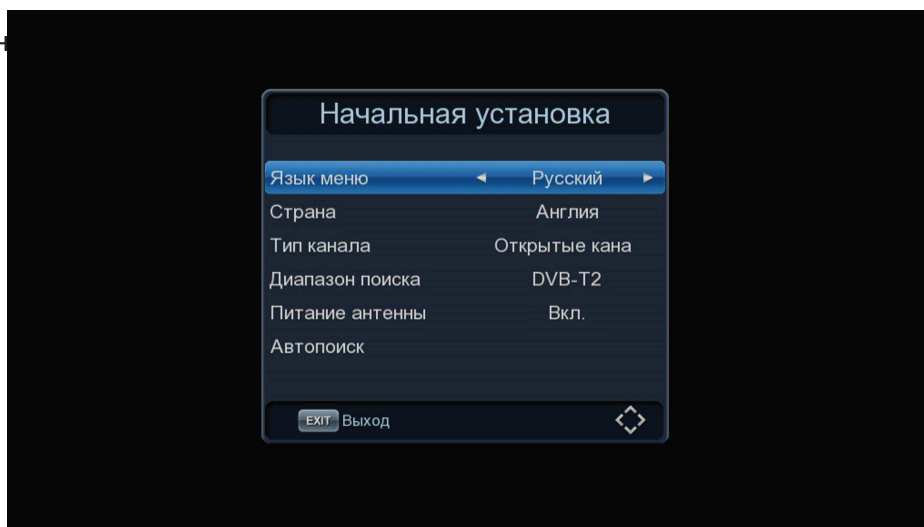 Начальная установка
Язык меню Русский
Страна Англия
Тип канала Открытые кана
Диапазон поиска DVB-T2
Питание антенны Вкл.
Автопоиск
EXIT Выход